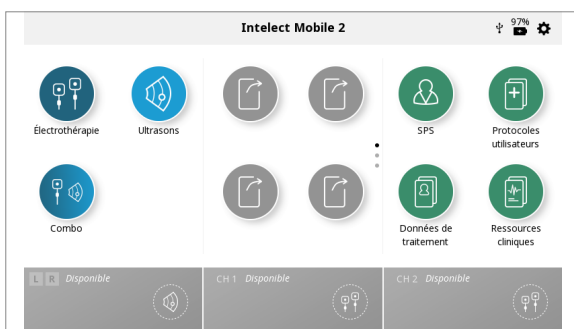 Intelect Mobile 2
97%
Électrothérapie
Ultrasons
SPS
Protocoles
utilisateurs
Combo
Données de
traitement
Ressources
cliniques
L R Disponible
CH 1 Disponible
CH 2 Disponible